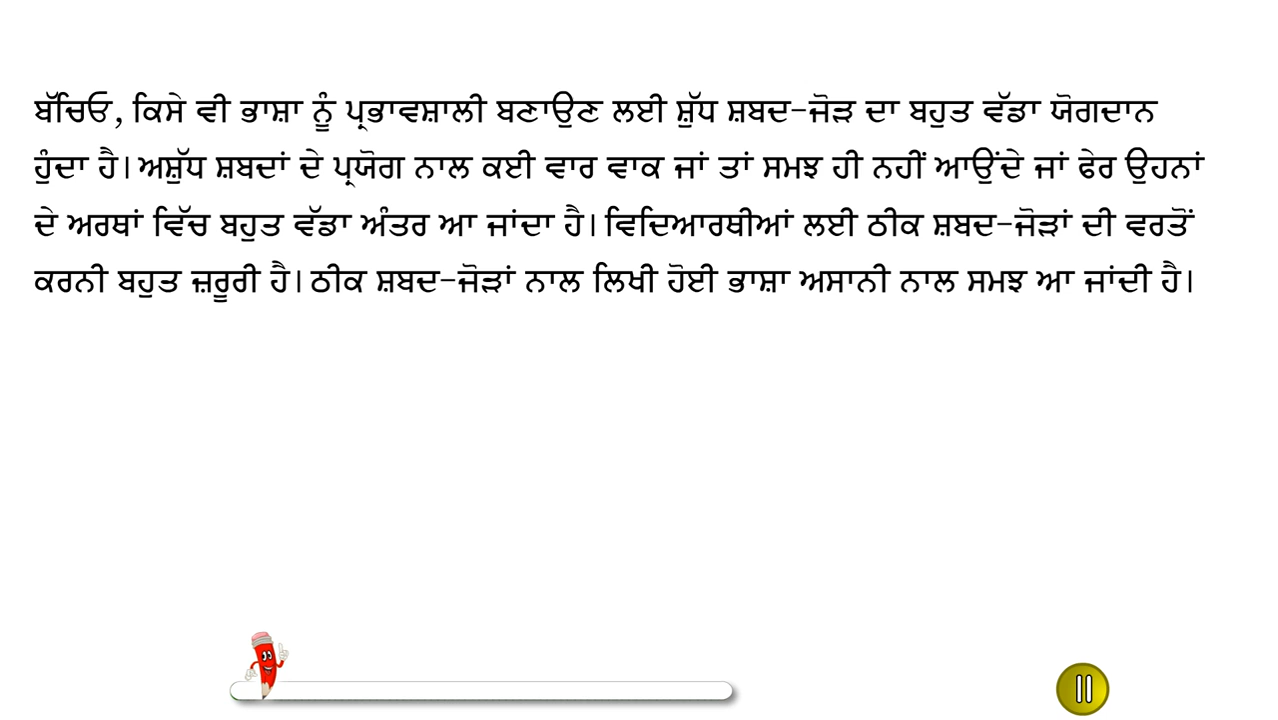 ਬੱਚਿਓ, ਕਿਸੇ ਵੀ ਭਾਸ਼ਾ ਨੂੰ ਪ੍ਰਭਾਵਸ਼ਾਲੀ ਬਣਾਉਣ ਲਈ ਸ਼ੁੱਧ ਸ਼ਬਦ-ਜੋੜ ਦਾ ਬਹੁਤ ਵੱਡਾ ਯੋਗਦਾਨ
ਹੁੰਦਾ ਹੈ। ਅਸ਼ੁੱਧ ਸ਼ਬਦਾਂ ਦੇ ਪ੍ਰਯੋਗ ਨਾਲ ਕਈ ਵਾਰ ਵਾਕ ਜਾਂ ਤਾਂ ਸਮਝ ਹੀ ਨਹੀਂ ਆਉਂਦੇ ਜਾਂ ਫੇਰ ਉਹਨਾਂ
ਦੇ ਅਰਥਾਂ ਵਿੱਚ ਬਹੁਤ ਵੱਡਾ ਅੰਤਰ ਆ ਜਾਂਦਾ ਹੈ। ਵਿਦਿਆਰਥੀਆਂ ਲਈ ਠੀਕ ਸ਼ਬਦ-ਜੋੜਾਂ ਦੀ ਵਰਤੋਂ
ਕਰਨੀ ਬਹੁਤ ਜ਼ਰੂਰੀ ਹੈ। ਠੀਕ ਸ਼ਬਦ-ਜੋੜਾਂ ਨਾਲ ਲਿਖੀ ਹੋਈ ਭਾਸ਼ਾ ਅਸਾਨੀ ਨਾਲ ਸਮਝ ਆ ਜਾਂਦੀ ਹੈ।